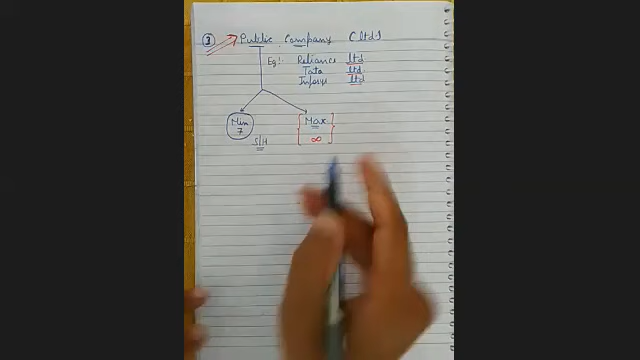 3 Public Company (Ltd)
Eg: Reliance ltd
Tata ltd
Infosys ltd
Min Max
7 ∞
S/H